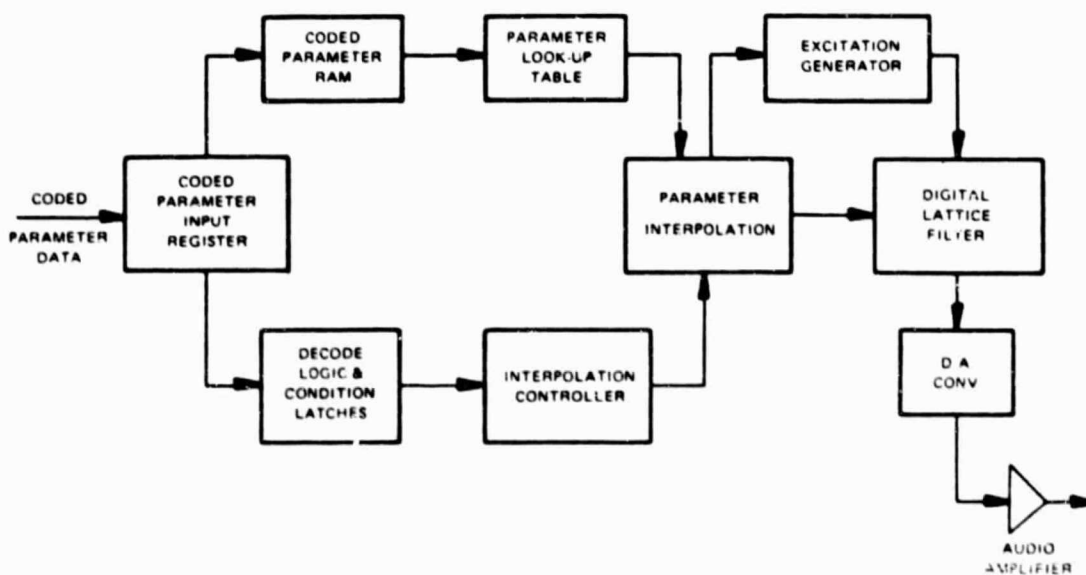 CODED
PARAMETER
RAM
PARAMETER
LOOK-UP
TABLE
EXCITATION
GENERATOR
CODED
PARAMETER
DATA
CODED
PARAMETER
INPUT
REGISTER
PARAMETER
INTERPOLATION
DIGITAL
LATTICE
FILTER
DECODE
LOGIC &
CONDITION
LATCHES
INTERPOLATION
CONTROLLER
D A
CONV
AUDIO
AMPLIFIER